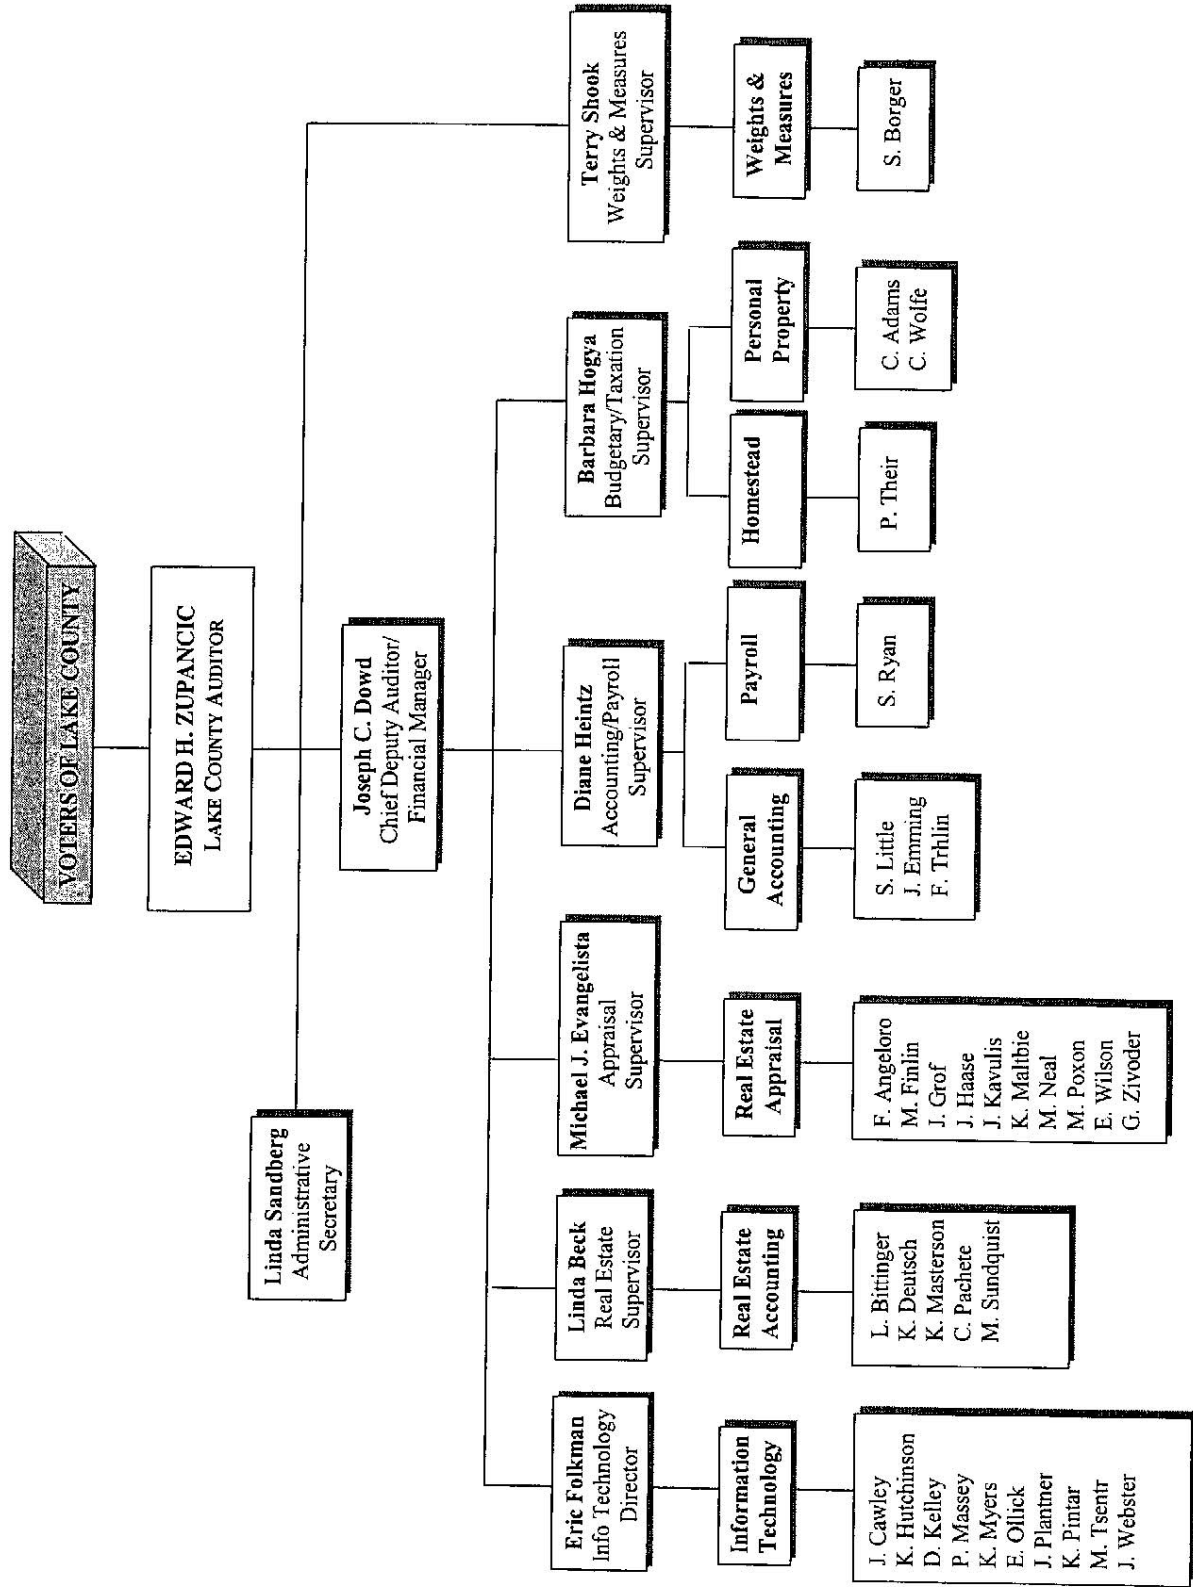 VOTERS OF LAKE COUNTY
EDWARD H. ZUPANCIC
LAKE COUNTY AUDITOR
Linda Sandberg
Administrative
Secretary
Joseph C. Dowd
Chief Deputy Auditor/
Financial Manager
Eric Folkman
Info Technology
Director
Linda Beck
Real Estate
Supervisor
Michael J. Evangelista
Appraisal
Supervisor
Diane Heintz
Accounting/Payroll
Supervisor
Barbara Hogya
Budgetary/Taxation
Supervisor
Terry Shook
Weights & Measures
Supervisor
Information
Technology
Real Estate
Accounting
Real Estate
Appraisal
General
Accounting
Payroll
Homestead
Personal
Property
Weights &
Measures
J. Cawley
K. Hutchinson
D. Kelley
P. Massey
K. Myers
E. Ollick
J. Plantner
K. Pintar
M. Tsentr
J. Webster
L. Bittinger
K. Deutsch
K. Masterson
C. Pachete
M. Sundquist
F. Angeloro
M. Finlin
J. Grof
J. Haase
J. Kavulis
K. Maltbie
M. Neal
M. Poxon
E. Wilson
G. Zivoder
S. Little
J. Emming
F. Trhlin
S. Ryan
P. Their
C. Adams
C. Wolfe
S. Borger